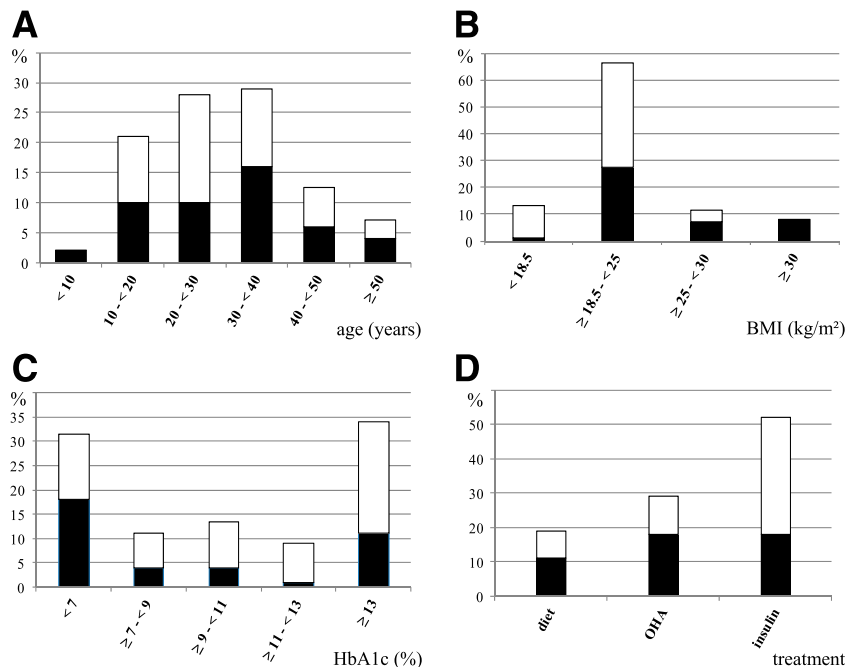 A
%
30
25
20
15
10
5
0
< 10
10 - < 20
20 - < 30
30 - < 40
40 - < 50
≥ 50
age (years)
B
%
60
50
40
30
20
10
0
< 18.5
≥ 18.5 - < 25
≥ 25 - < 30
≥ 30
BMI (kg/m²)
C
%
35
30
25
20
15
10
5
0
< 7
≥ 7 - < 9
≥ 9 - < 11
≥ 11 - < 13
≥ 13
HbA1c (%)
D
%
50
40
30
20
10
0
diet
OHA
insulin
treatment